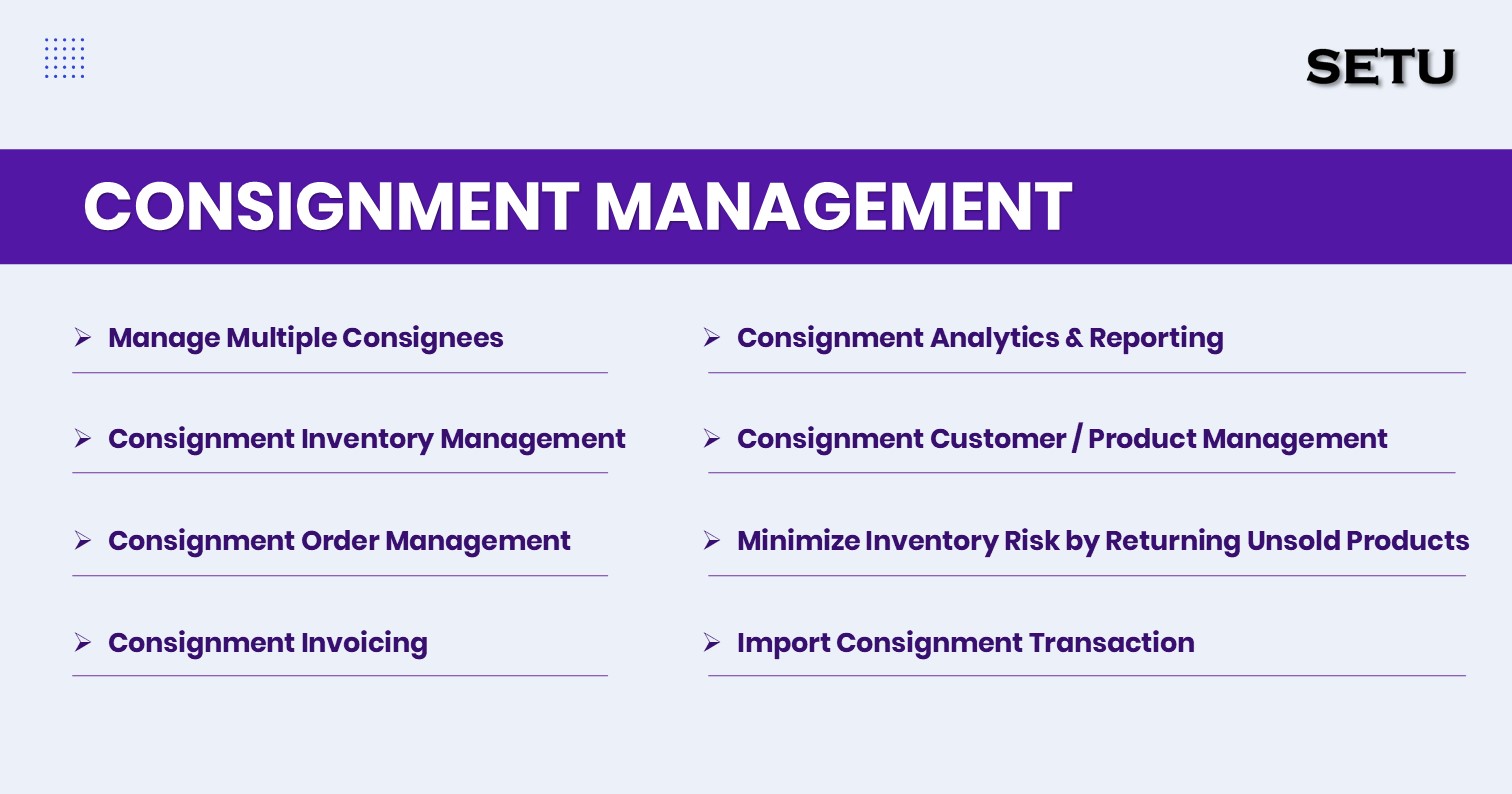 SETU
CONSIGNMENT MANAGEMENT
Manage Multiple Consignees
Consignment Inventory Management
Consignment Order Management
Consignment Invoicing
Consignment Analytics & Reporting
Consignment Customer / Product Management
Minimize Inventory Risk by Returning Unsold Products
Import Consignment Transaction